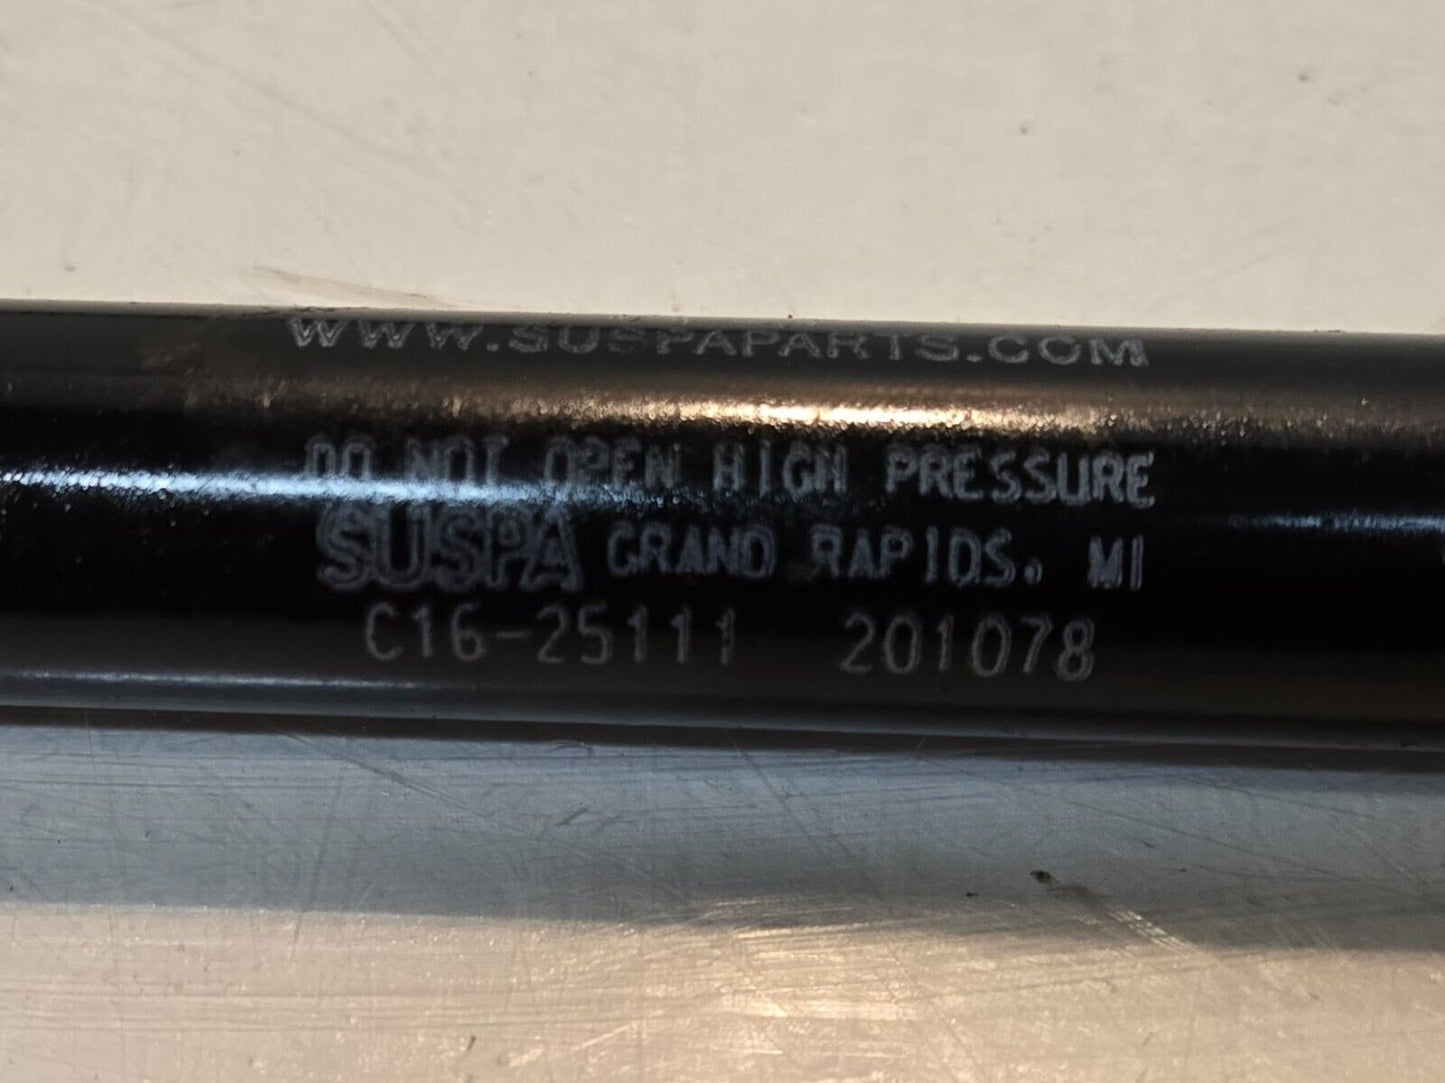 WWW.SUSPAPARTS.COM
DO NOT OPEN HIGH PRESSURE
SUSPA GRAND RAPIDS. MI
C16-25111 201078